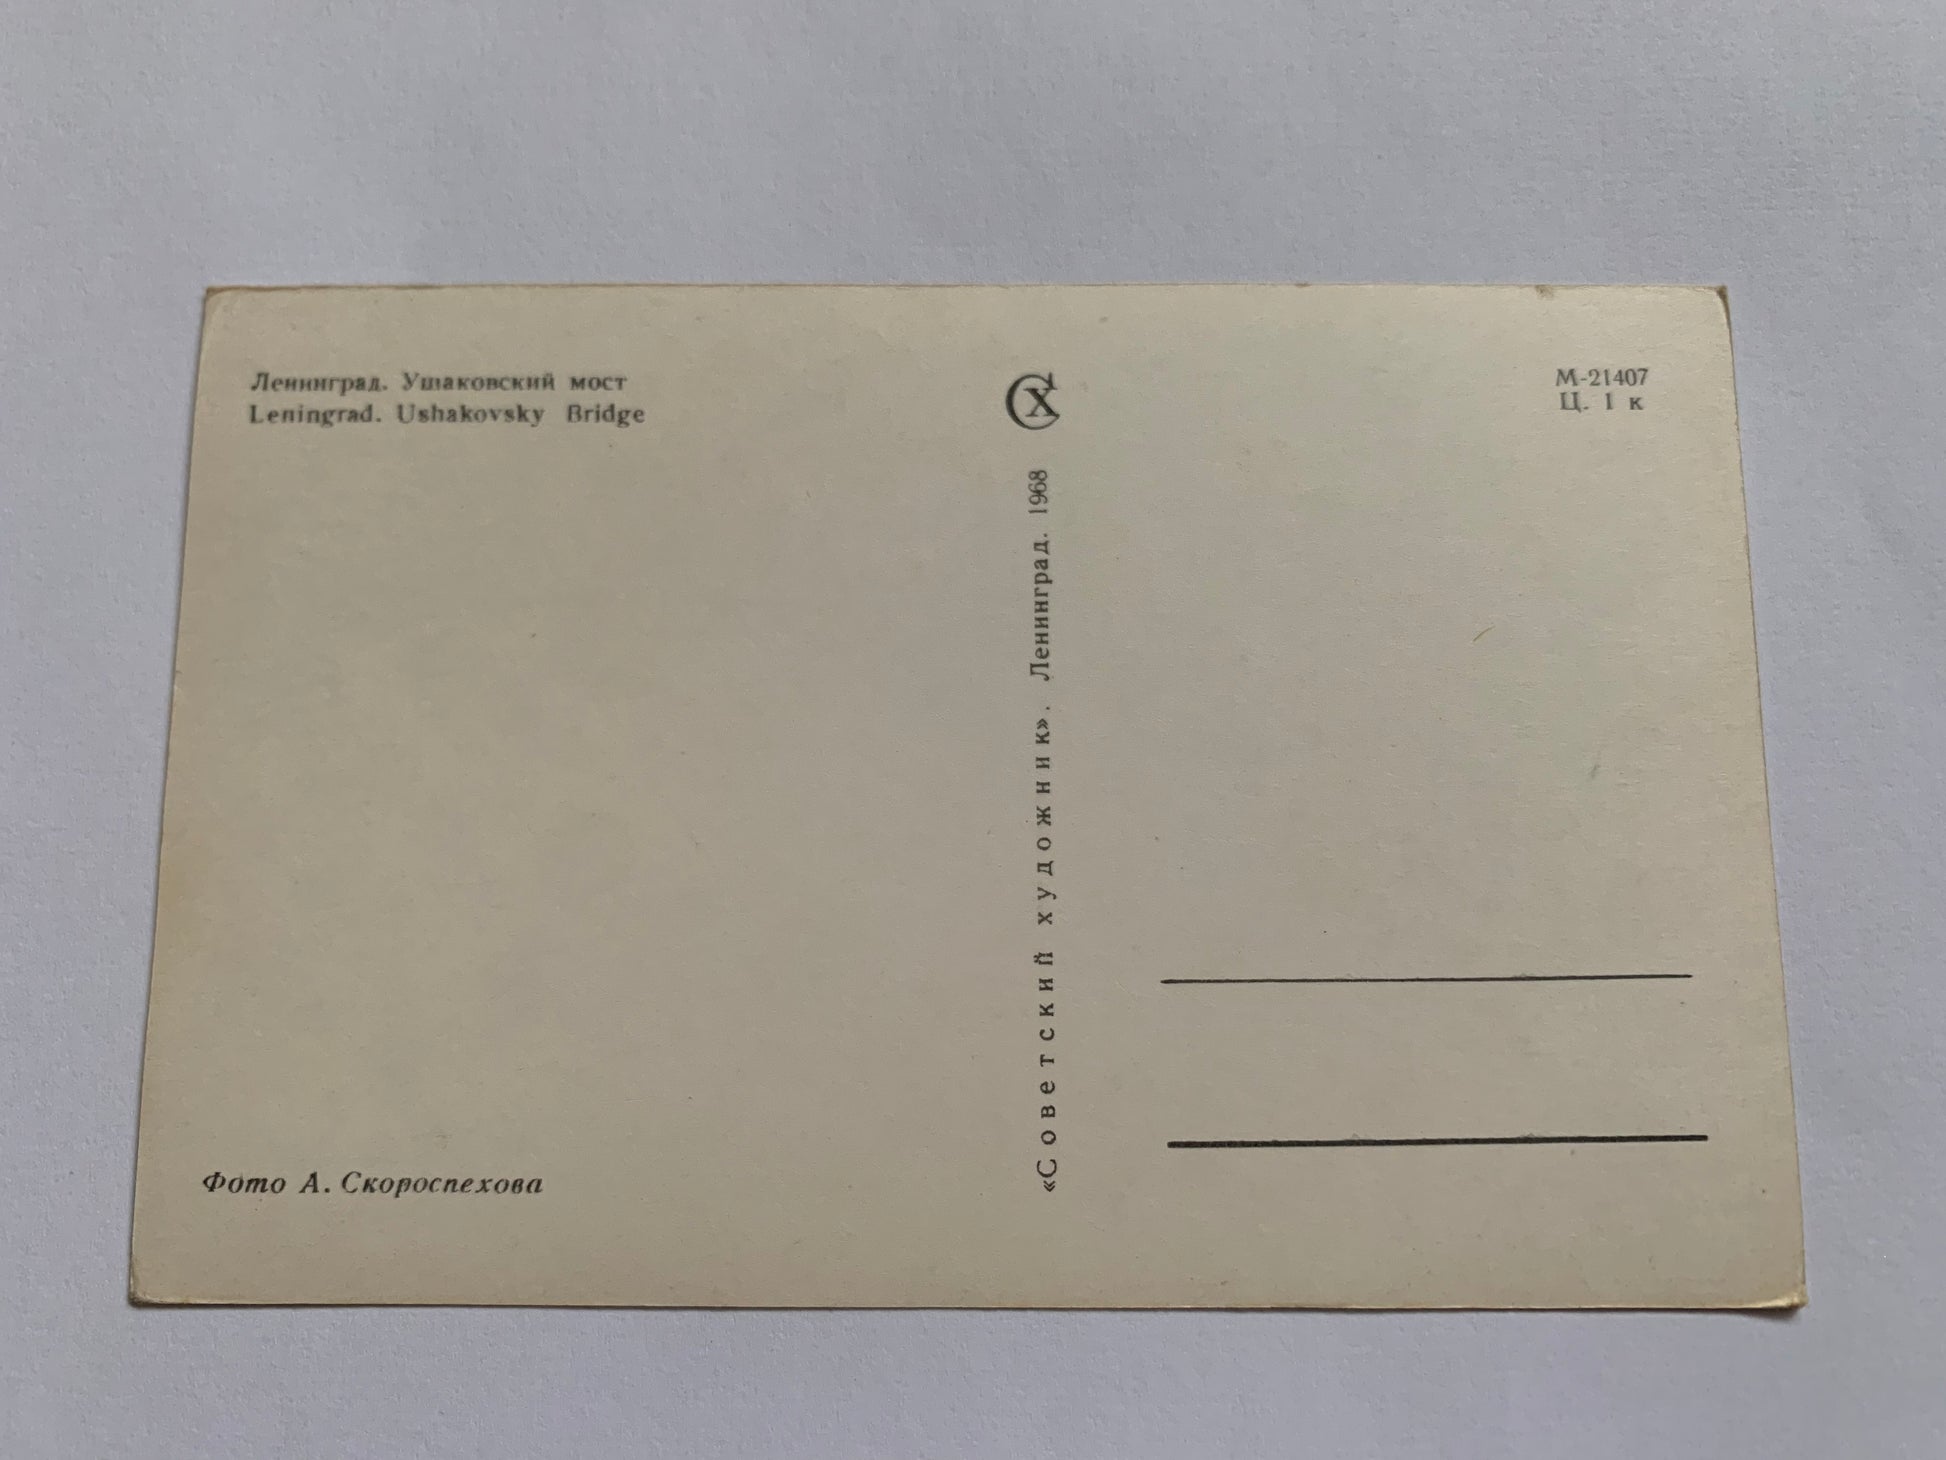 Ленинград. Ушаковский мост
Leningrad. Ushakovsky Bridge
Фото А. Скороспехова
СХ
«Советский художник». Ленинград. 1968
М-21407
Ц. 1 к